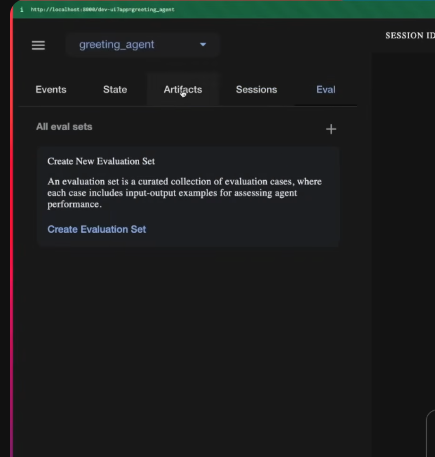 http://localhost:8000/dev-ui?app=greeting_agent
greeting_agent
SESSION ID
Events State Artifacts Sessions Eval
All eval sets +
Create New Evaluation Set
An evaluation set is a curated collection of evaluation cases, where
each case includes input-output examples for assessing agent
performance.
Create Evaluation Set